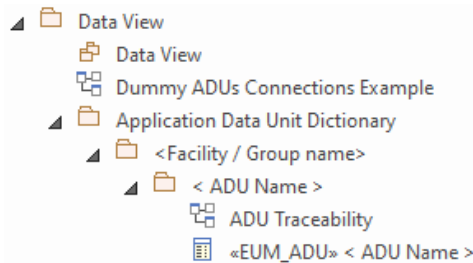 Data View
Data View
Dummy ADUs Connections Example
Application Data Unit Dictionary
<Facility / Group name>
< ADU Name >
ADU Traceability
«EUM_ADU» < ADU Name >